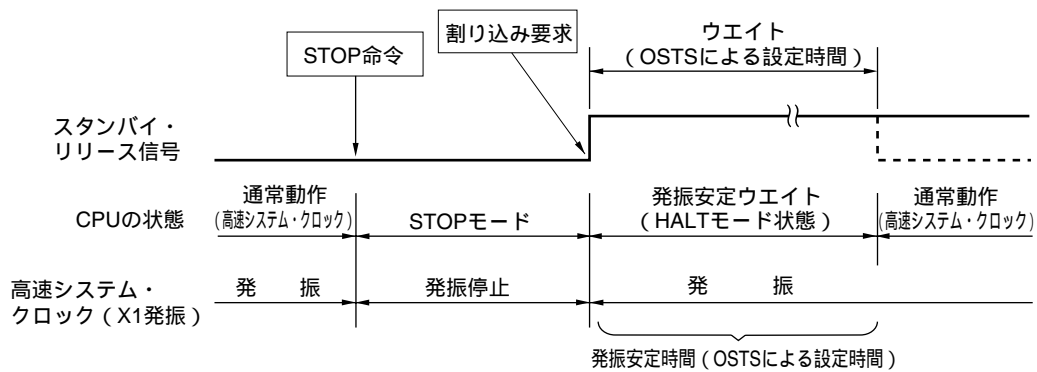 STOP命令
割り込み要求
ウエイト
(OSTSによる設定時間)
スタンバイ・
リリース信号
CPUの状態
通常動作
(高速システム・クロック)
STOPモード
発振安定ウエイト
(HALTモード状態)
通常動作
(高速システム・クロック)
高速システム・
クロック(X1発振)
発 振
発振停止
発 振
発振安定時間(OSTSによる設定時間)